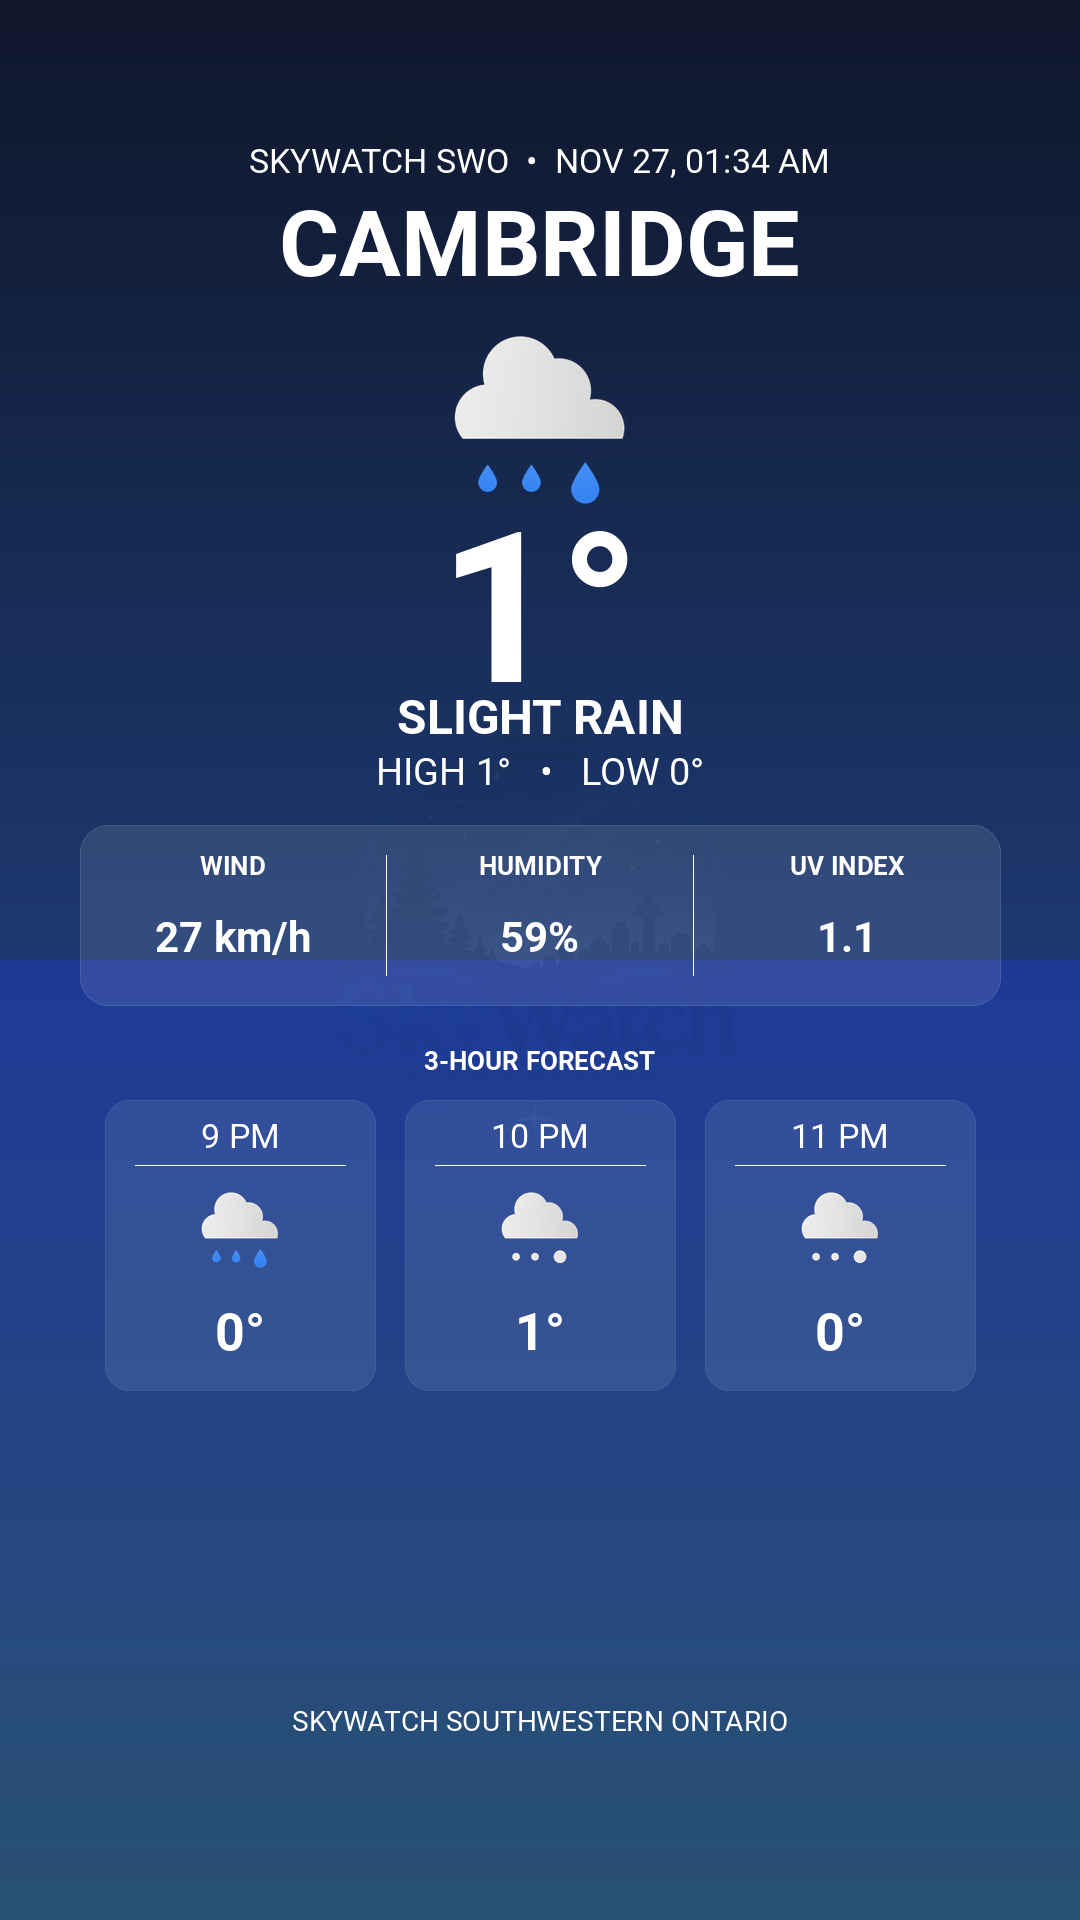 SKYWATCH SWO • NOV 27, 01:34 AM
CAMBRIDGE
1°
SLIGHT RAIN
HIGH 1° • LOW 0°
WIND HUMIDITY UV INDEX
27 km/h 59% 1.1
SkyWatch
3-HOUR FORECAST
9 PM 10 PM 11 PM
0° 1° 0°
SKYWATCH SOUTHWESTERN ONTARIO